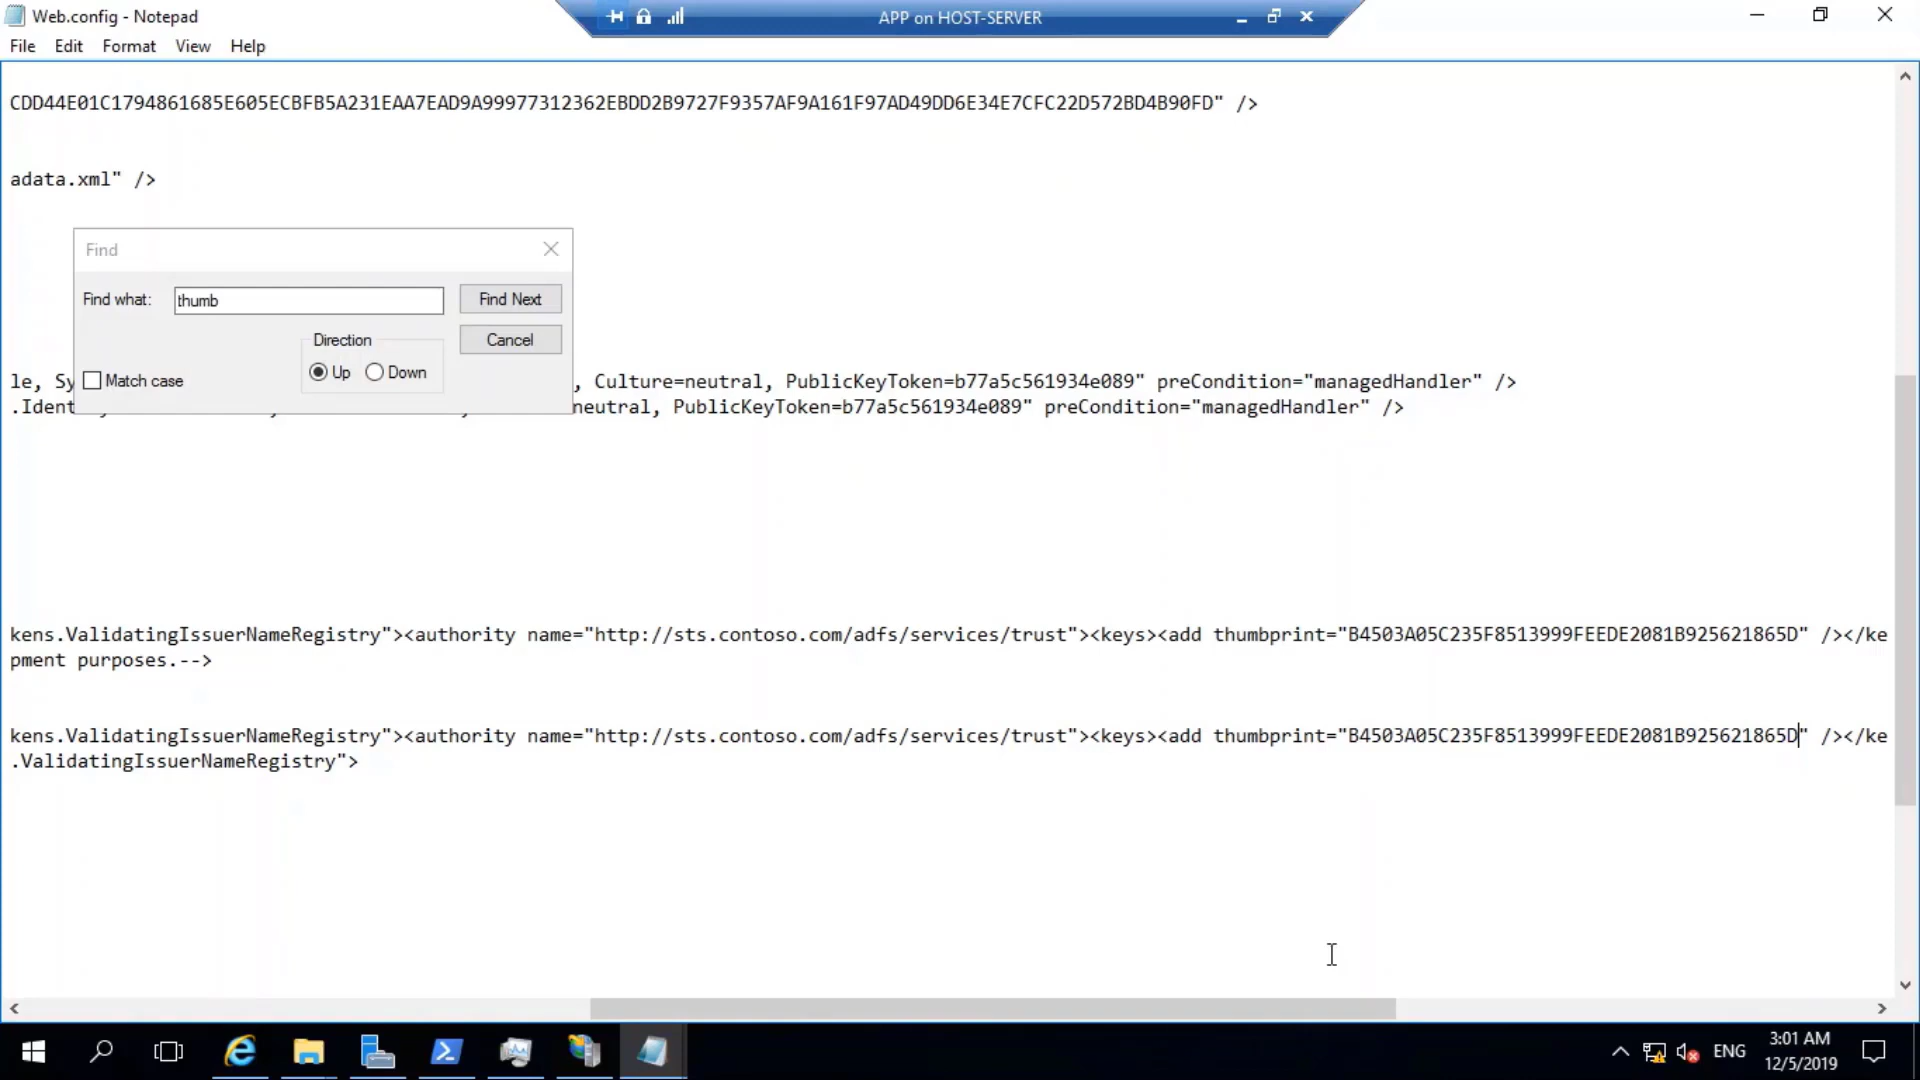 Web.config - Notepad
APP on HOST-SERVER
File Edit Format View Help
CDD44E01C1794861685E605ECBFB5A231EAA7EAD9A99977312362EBDD2B9727F9357AF9A161F97AD49DD6E34E7CFC22D572BD4B90FD" />
adata.xml" />
Find
Find what: thumb Find Next
Direction Cancel
Match case Up Down
le, Sy , Culture=neutral, PublicKeyToken=b77a5c561934e089" preCondition="managedHandler" />
.Ident neutral, PublicKeyToken=b77a5c561934e089" preCondition="managedHandler" />
kens.ValidatingIssuerNameRegistry"><authority name="http://sts.contoso.com/adfs/services/trust"><keys><add thumbprint="B4503A05C235F8513999FEEDE2081B925621865D" /></ke
pment purposes.-->
kens.ValidatingIssuerNameRegistry"><authority name="http://sts.contoso.com/adfs/services/trust"><keys><add thumbprint="B4503A05C235F8513999FEEDE2081B925621865D" /></ke
.ValidatingIssuerNameRegistry">
ENG
3:01 AM
12/5/2019